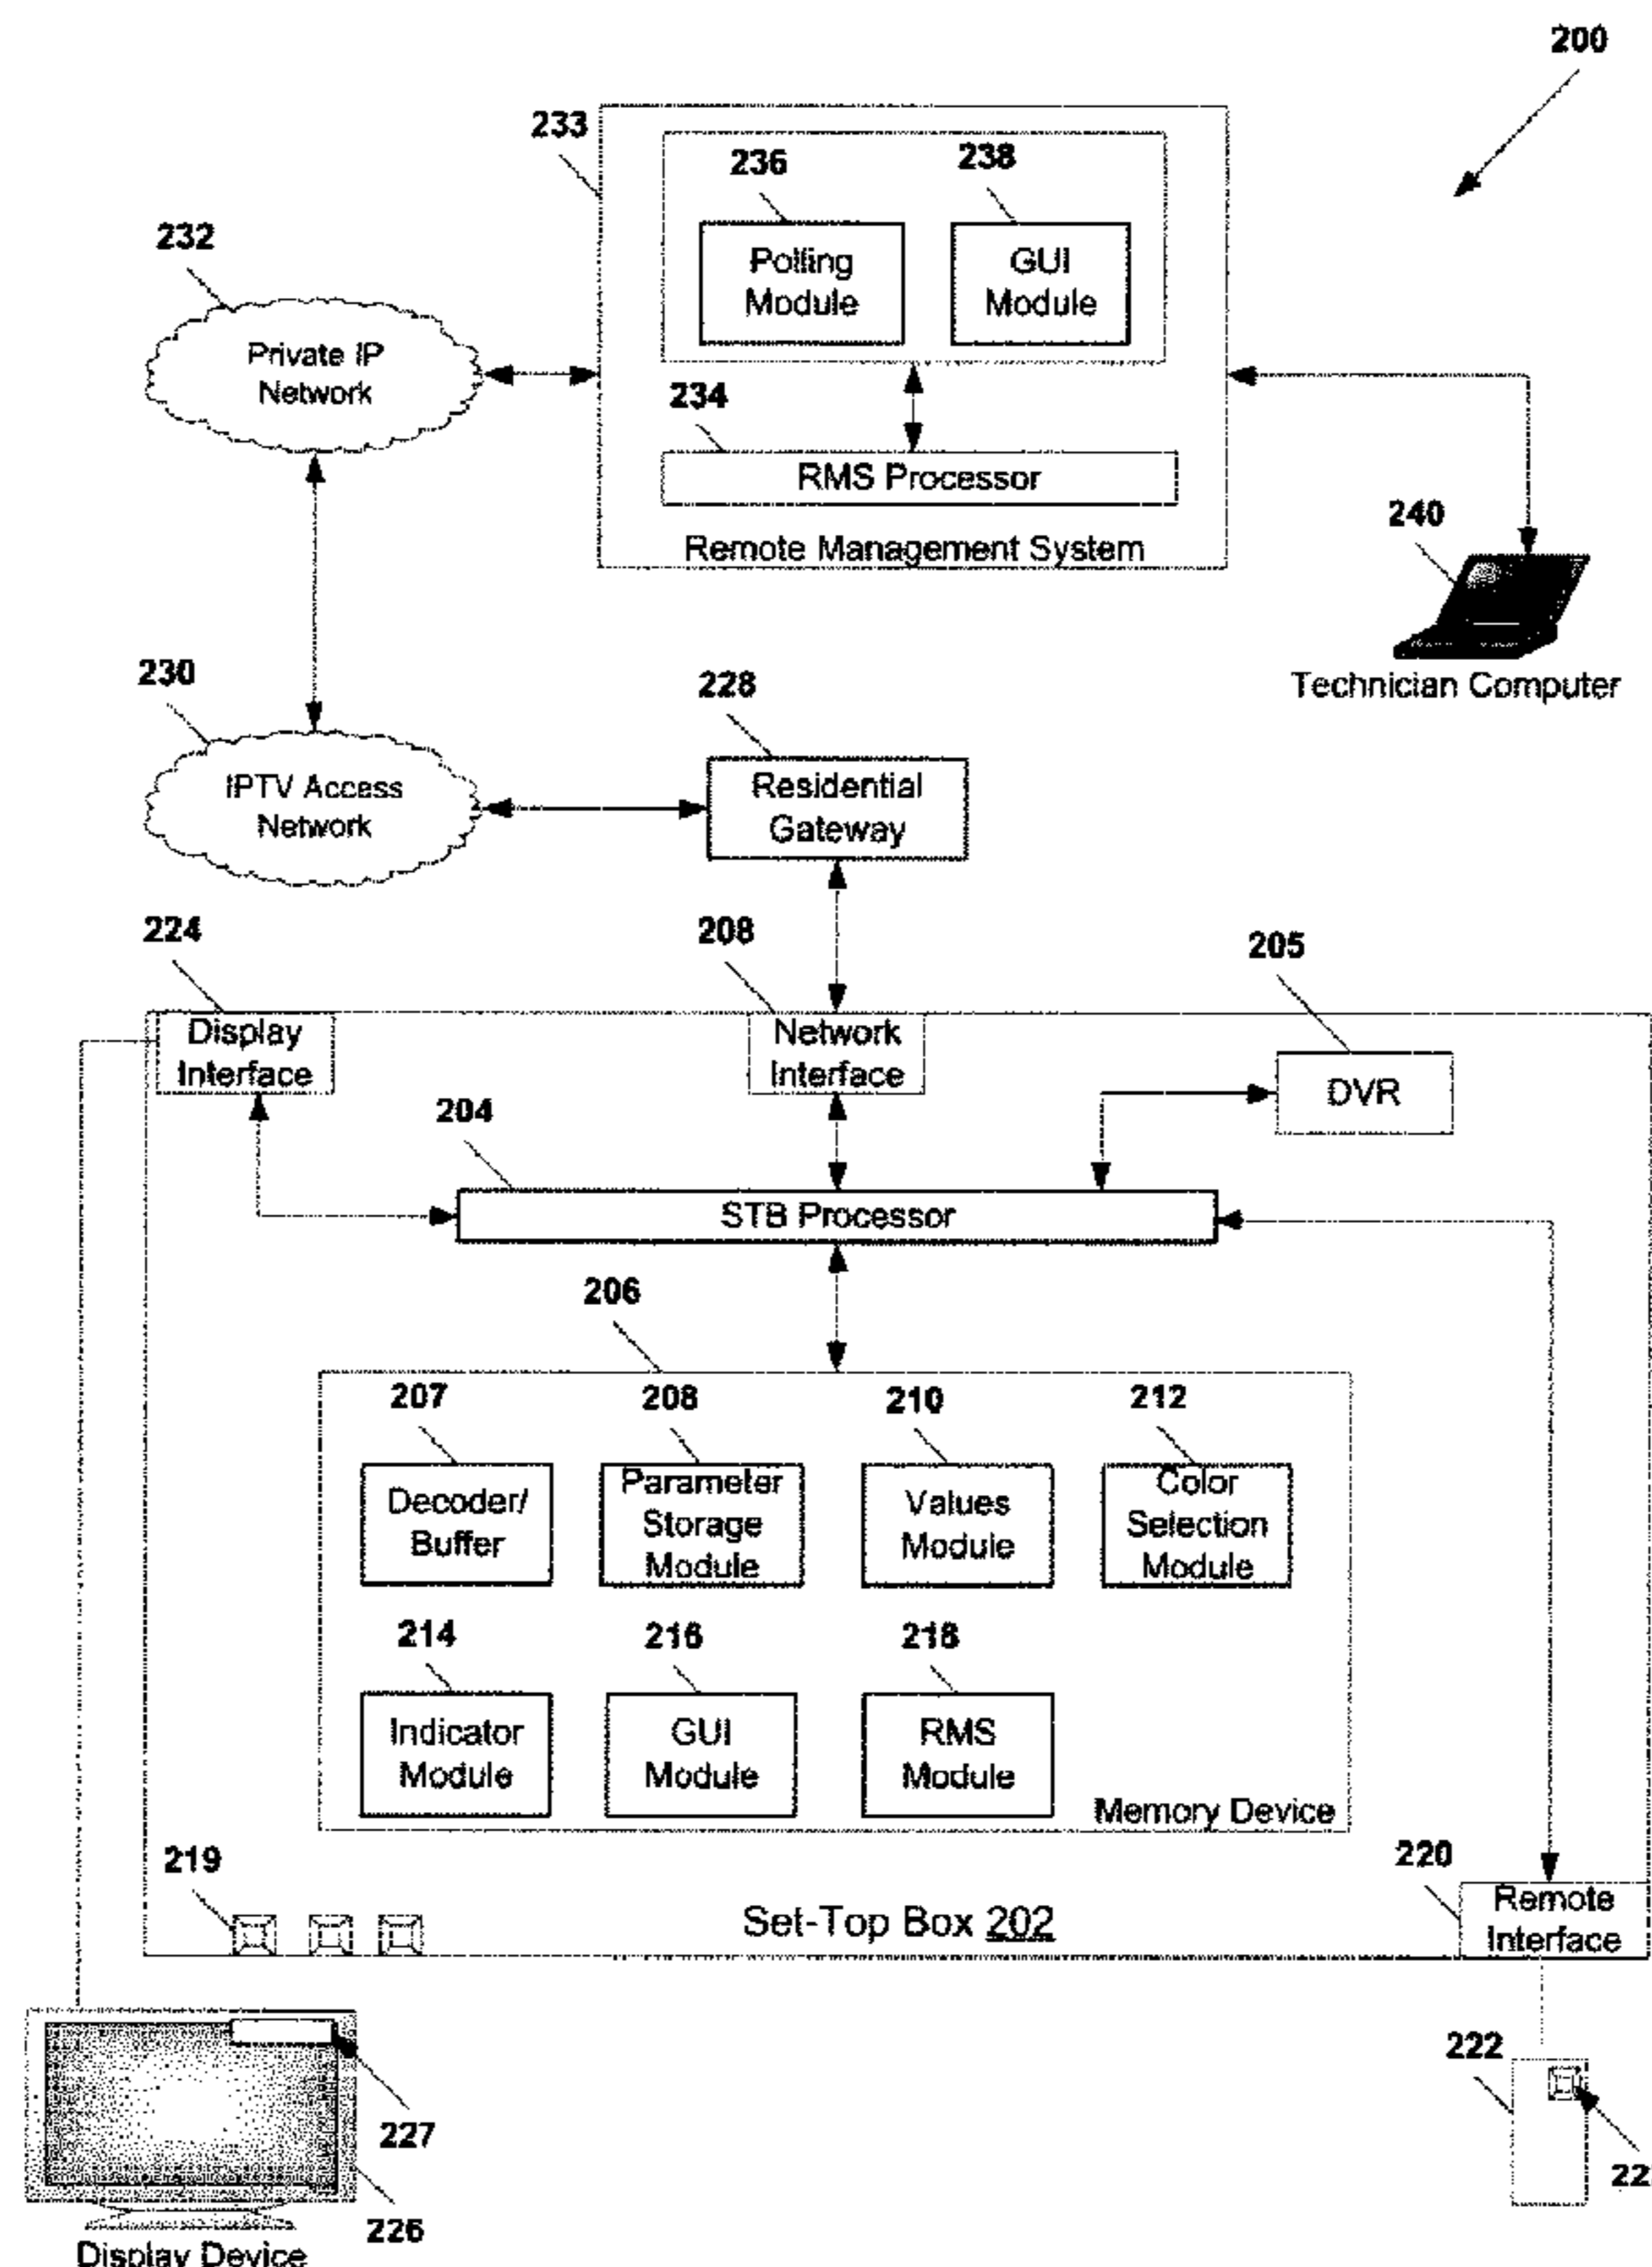 200
233
236
238
232
Polling
Module
GUI
Module
Private IP
Network
234
RMS Processor
240
Remote Management System
230
228
Technician Computer
IPTV Access
Network
Residential
Gateway
224
208
205
Display
Interface
Network
Interface
DVR
204
STB Processor
206
207
208
210
212
Decoder/
Buffer
Parameter
Storage
Module
Values
Module
Color
Selection
Module
214
216
218
Indicator
Module
GUI
Module
RMS
Module
Memory Device
219
220
Set-Top Box 202
Remote
Interface
222
227
22
226
Display Device